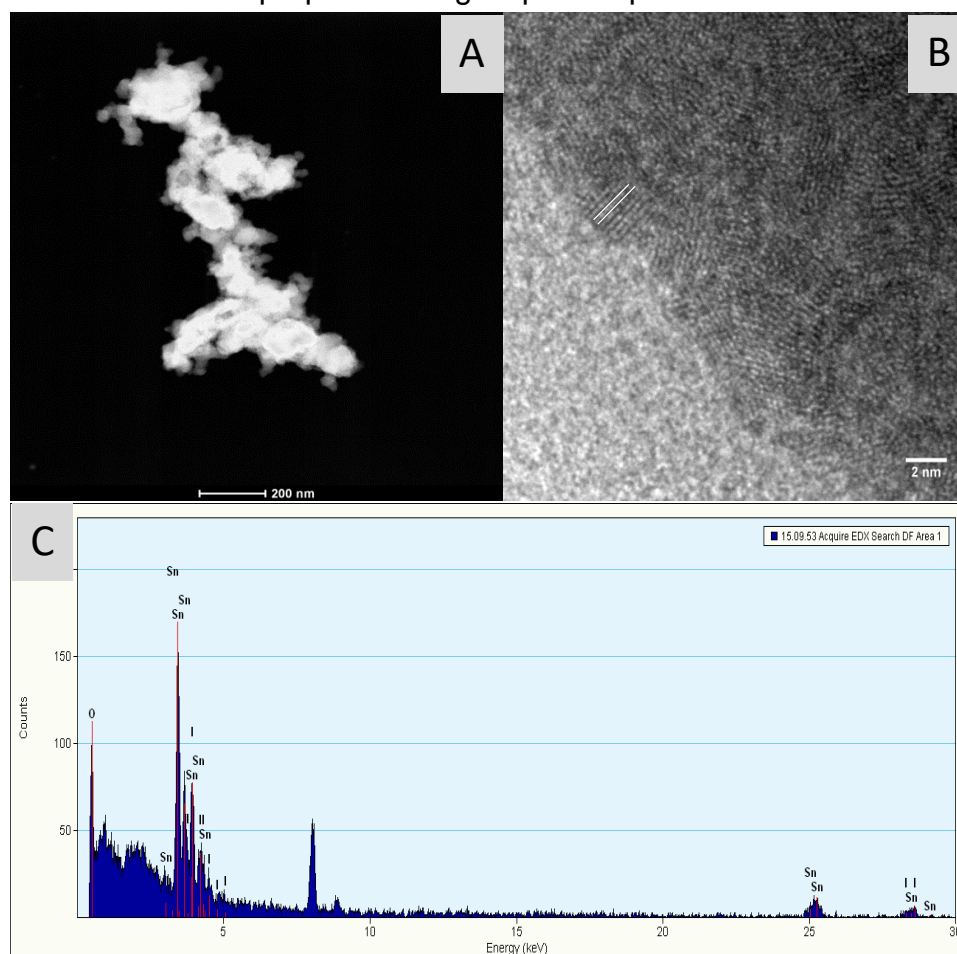 A
B
200 nm
2 nm
C
15.09.53 Acquire EDX Search DF Area 1
Sn
Sn
Sn
150
O
I
100
Sn
Sn
I
II
50
Sn
Sn
I
I
I
Sn
Sn
I I
Sn
Sn
Counts
5
10
15
20
25
30
Energy (keV)